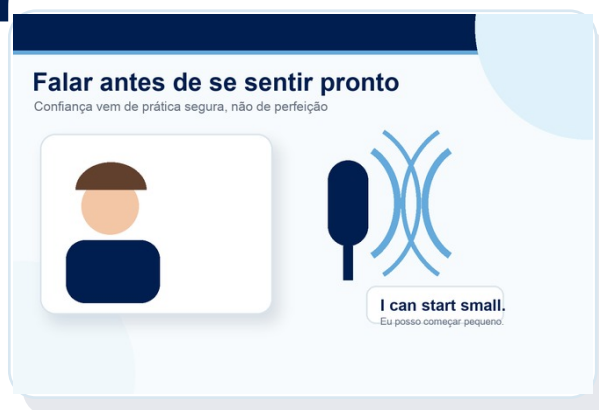 Falar antes de se sentir pronto
Confiança vem de prática segura, não de perfeição
I can start small.
Eu posso começar pequeno.